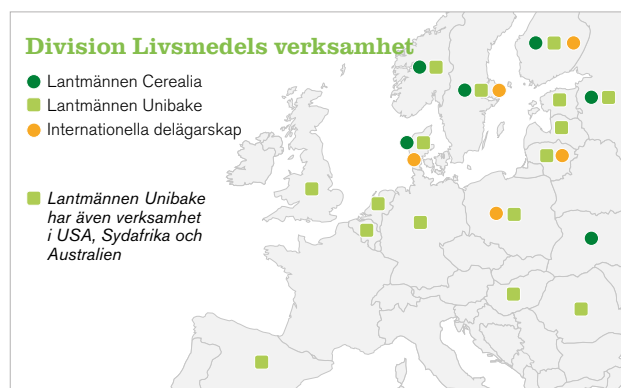 Division Livsmedels verksamhet
Lantmännen Cerealia
Lantmännen Unibake
Internationella delägarskap
Lantmännen Unibake
har även verksamhet
i USA, Sydafrika och
Australien